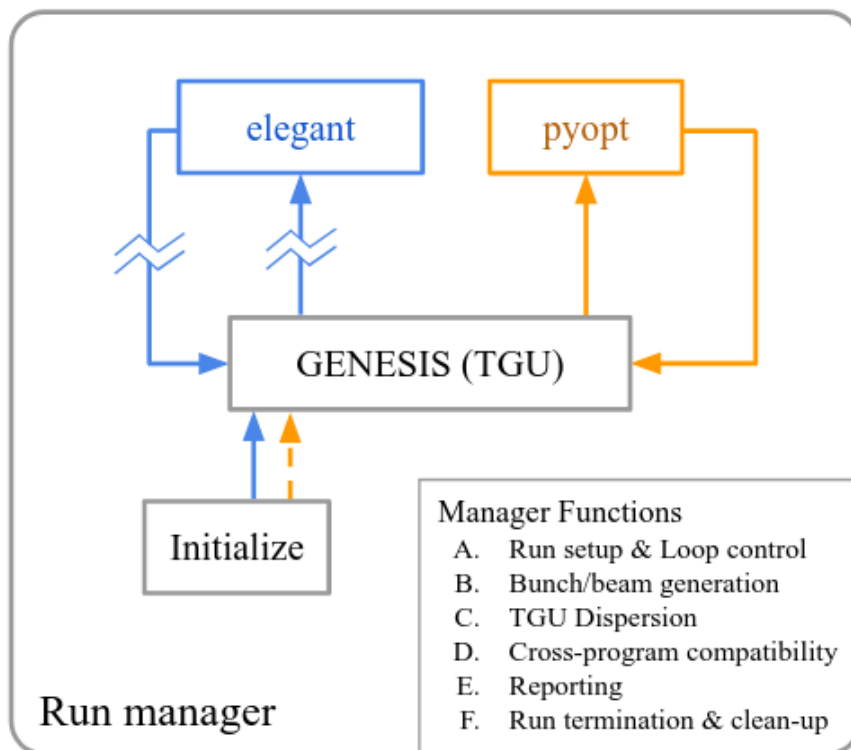 elegant
pyopt
GENESIS (TGU)
Initialize
Manager Functions
A. Run setup & Loop control
B. Bunch/beam generation
C. TGU Dispersion
D. Cross-program compatibility
E. Reporting
F. Run termination & clean-up
Run manager